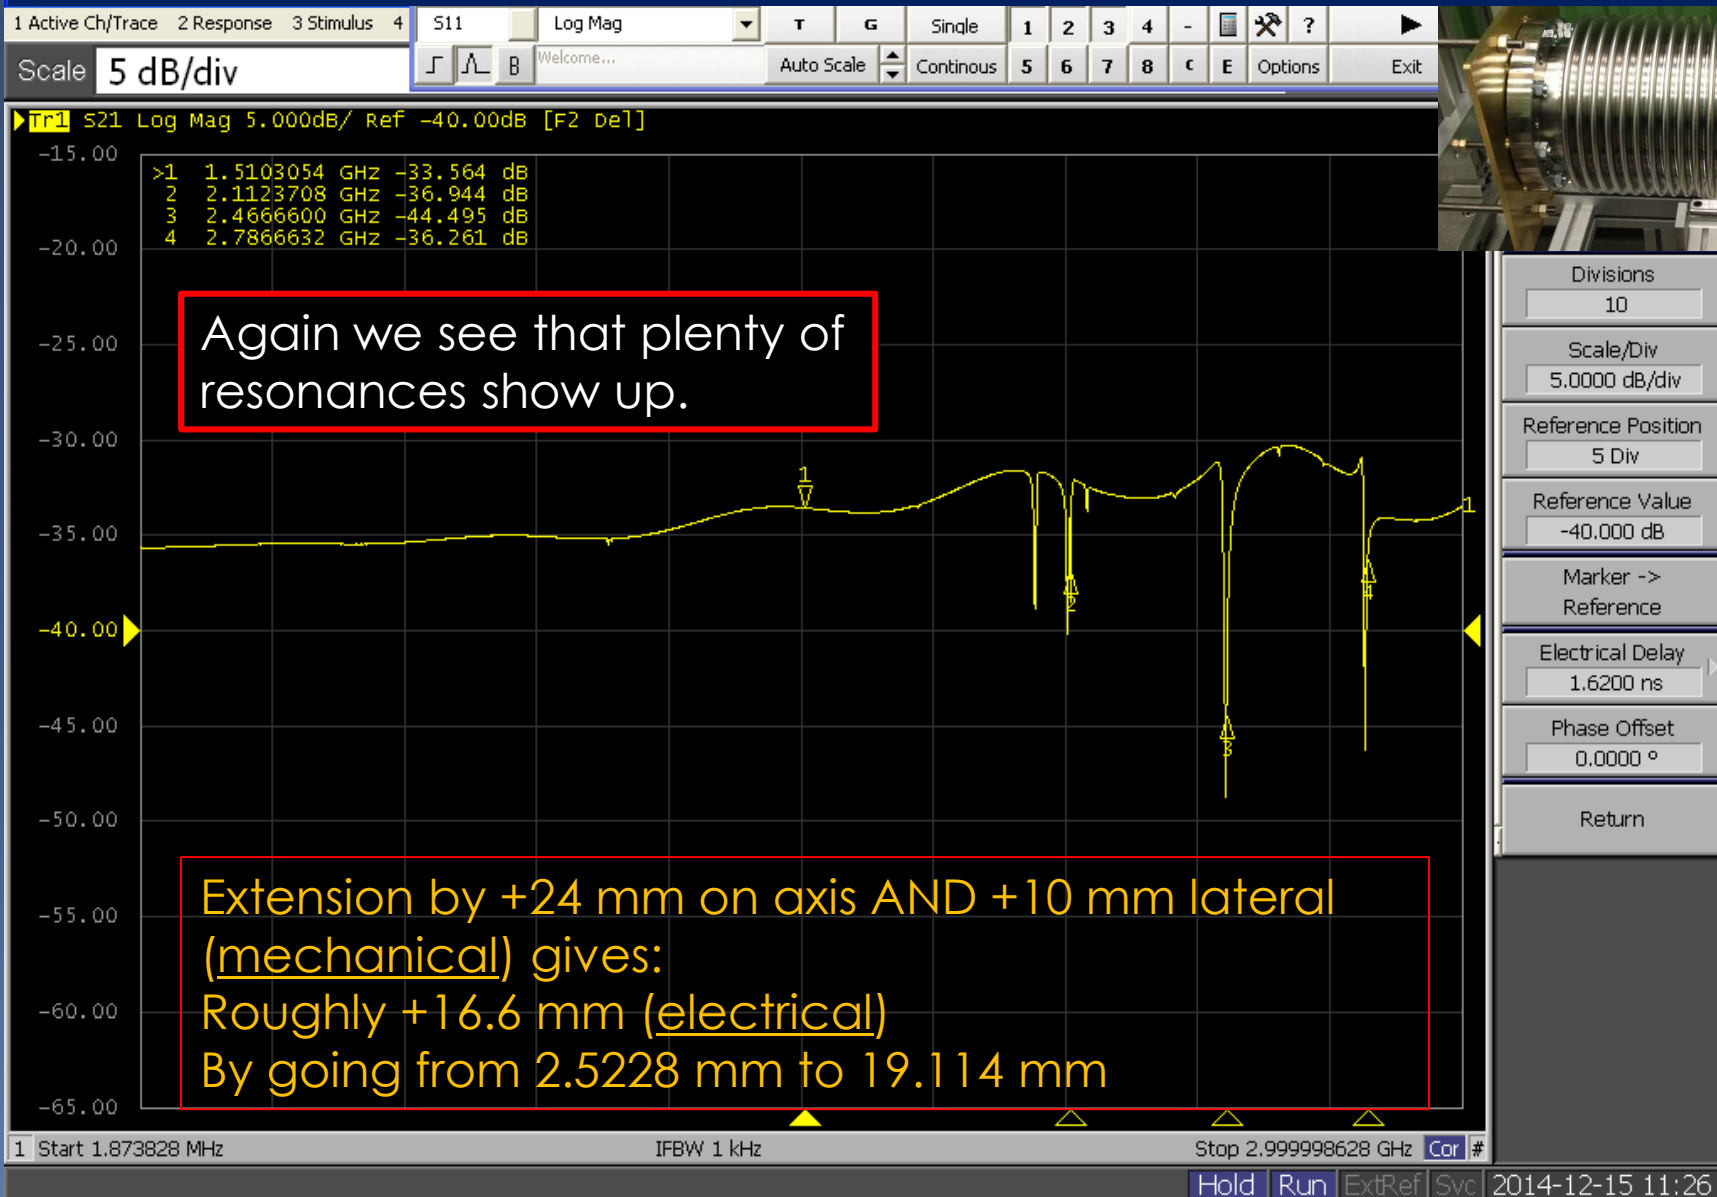 1 Active Ch/Trace 2 Response 3 Stimulus 4
S11 Log Mag T G Single 1 2 3 4 - ?
Scale 5 dB/div
B Welcome... Auto Scale Continous 5 6 7 8 C E Options Exit
Tr1 S21 Log Mag 5.000dB/ Ref -40.00dB [F2 Del]
>1 1.5103054 GHz -33.564 dB
2 2.1123708 GHz -36.944 dB
3 2.4666600 GHz -44.495 dB
4 2.7866632 GHz -36.261 dB
-15.00
-20.00
-25.00
-30.00
-35.00
-40.00
-45.00
-50.00
-55.00
-60.00
-65.00
Again we see that plenty of
resonances show up.
1
2
3
4
1
Extension by +24 mm on axis AND +10 mm lateral
(mechanical) gives:
Roughly +16.6 mm (electrical)
By going from 2.5228 mm to 19.114 mm
Divisions
10
Scale/Div
5.0000 dB/div
Reference Position
5 Div
Reference Value
-40.000 dB
Marker ->
Reference
Electrical Delay
1.6200 ns
Phase Offset
0.0000 °
Return
1 Start 1.873828 MHz IFBW 1 kHz Stop 2.999998628 GHz Cor #
Hold Run ExtRef Svc 2014-12-15 11:26